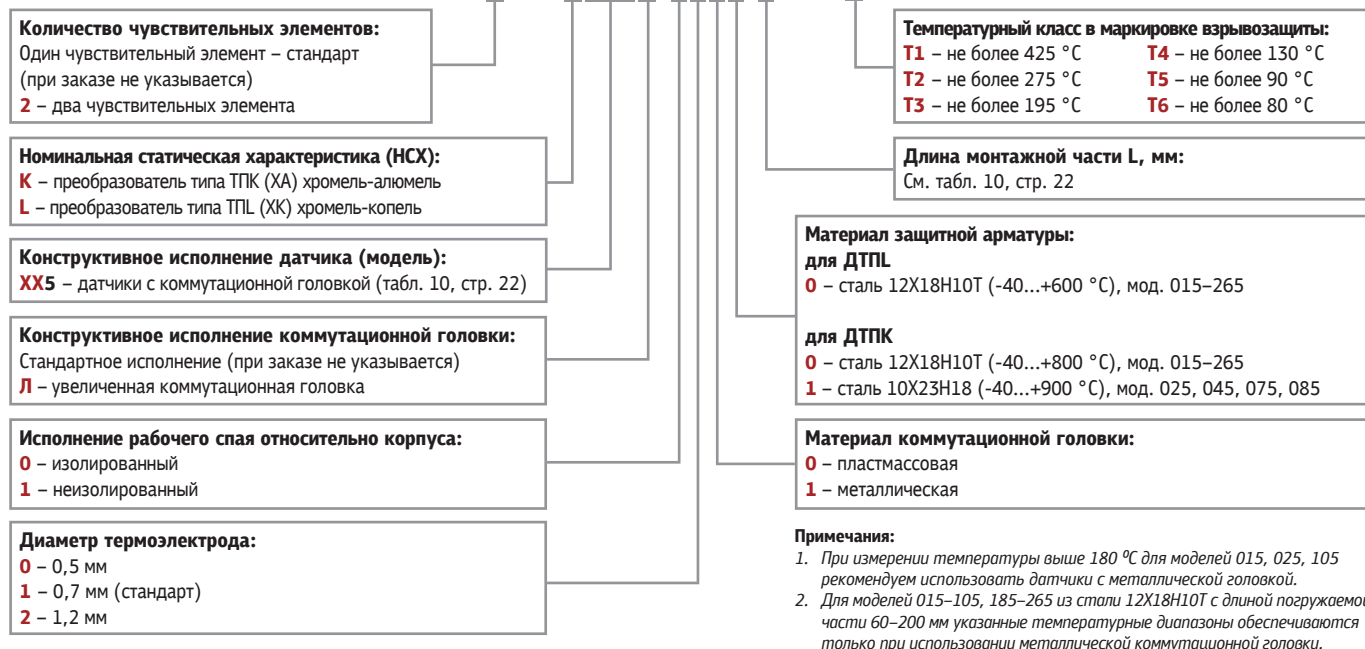 Количество чувствительных элементов:
Один чувствительный элемент – стандарт
(при заказе не указывается)
2 – два чувствительных элемента
Номинальная статическая характеристика (НСХ):
K – преобразователь типа ТПК (ХА) хромель-алюмель
L – преобразователь типа ТПL (ХК) хромель-копель
Конструктивное исполнение датчика (модель):
XX5 – датчики с коммутационной головкой (табл. 10, стр. 22)
Конструктивное исполнение коммутационной головки:
Стандартное исполнение (при заказе не указывается)
Л – увеличенная коммутационная головка
Исполнение рабочего спая относительно корпуса:
0 – изолированный
1 – неизолированный
Диаметр термоэлектрода:
0 – 0,5 мм
1 – 0,7 мм (стандарт)
2 – 1,2 мм
Температурный класс в маркировке взрывозащиты:
Т1 – не более 425 °С Т4 – не более 130 °С
Т2 – не более 275 °С Т5 – не более 90 °С
Т3 – не более 195 °С Т6 – не более 80 °С
Длина монтажной части L, мм:
См. табл. 10, стр. 22
Материал защитной арматуры:
для ДТПL
0 – сталь 12Х18Н10Т (-40...+600 °С), мод. 015–265
для ДТПК
0 – сталь 12Х18Н10Т (-40...+800 °С), мод. 015–265
1 – сталь 10Х23Н18 (-40...+900 °С), мод. 025, 045, 075, 085
Материал коммутационной головки:
0 – пластмассовая
1 – металлическая
Примечания:
1. При измерении температуры выше 180 ⁰С для моделей 015, 025, 105
рекомендуем использовать датчики с металлической головкой.
2. Для моделей 015–105, 185–265 из стали 12Х18Н10Т с длиной погружаемой
части 60–200 мм указанные температурные диапазоны обеспечиваются
только при использовании металлической коммутационной головки.